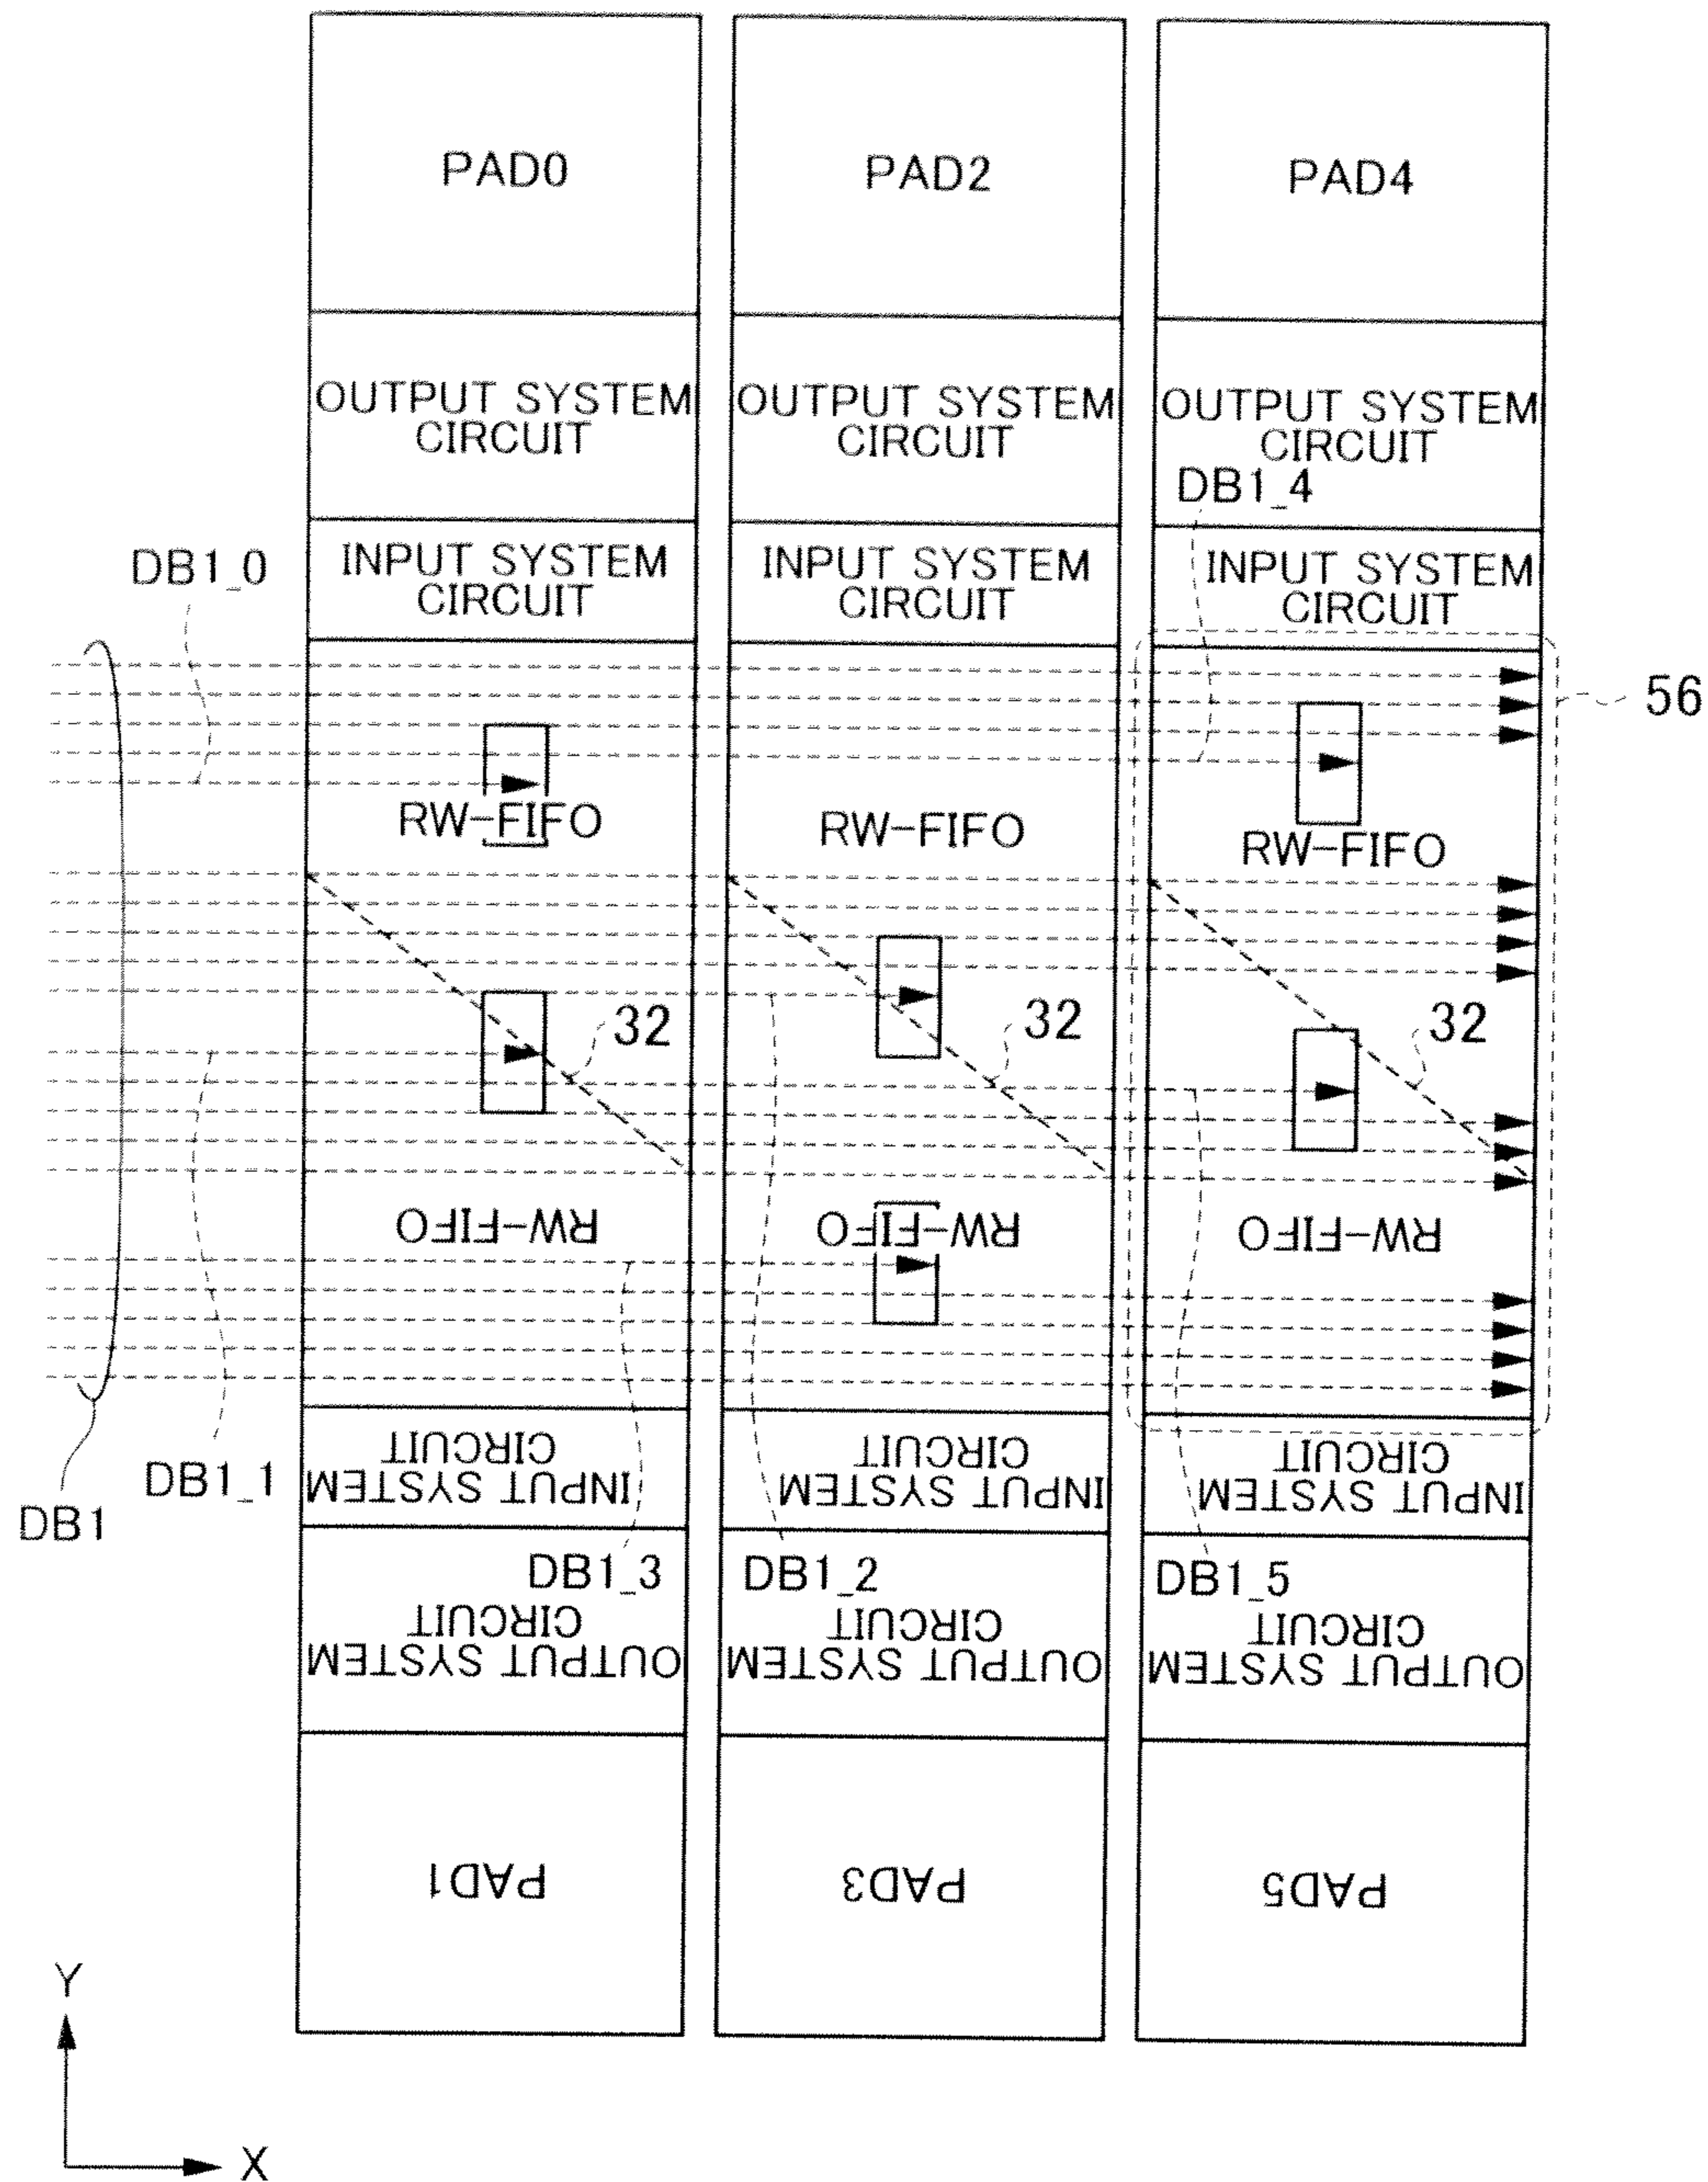 PAD0 PAD2 PAD4
OUTPUT SYSTEM OUTPUT SYSTEM OUTPUT SYSTEM
CIRCUIT CIRCUIT CIRCUIT
DB1_4
DB1_0 INPUT SYSTEM INPUT SYSTEM INPUT SYSTEM
CIRCUIT CIRCUIT CIRCUIT
56
RW-FIFO RW-FIFO RW-FIFO
32 32 32
RW-FIFO RW-FIFO RW-FIFO
DB1_1 INPUT SYSTEM INPUT SYSTEM INPUT SYSTEM
CIRCUIT CIRCUIT CIRCUIT
DB1
DB1_3 DB1_2 DB1_5
OUTPUT SYSTEM OUTPUT SYSTEM OUTPUT SYSTEM
CIRCUIT CIRCUIT CIRCUIT
PAD1 PAD3 PAD5
Y
X